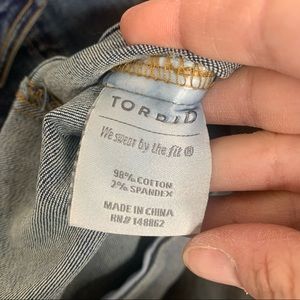 TORRID
We swear by the fit®
98% COTTON
2% SPANDEX
MADE IN CHINA
RN# 148862